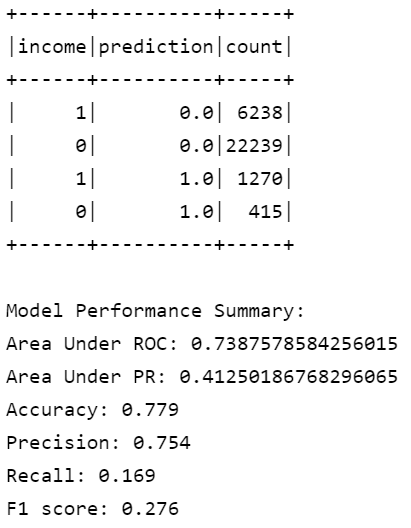 +------+----------+-----+
|income|prediction|count|
+------+----------+-----+
|     1|       0.0| 6238|
|     0|       0.0|22239|
|     1|       1.0| 1270|
|     0|       1.0|  415|
+------+----------+-----+

Model Performance Summary:
Area Under ROC: 0.7387578584256015
Area Under PR: 0.41250186768296065
Accuracy: 0.779
Precision: 0.754
Recall: 0.169
F1 score: 0.276